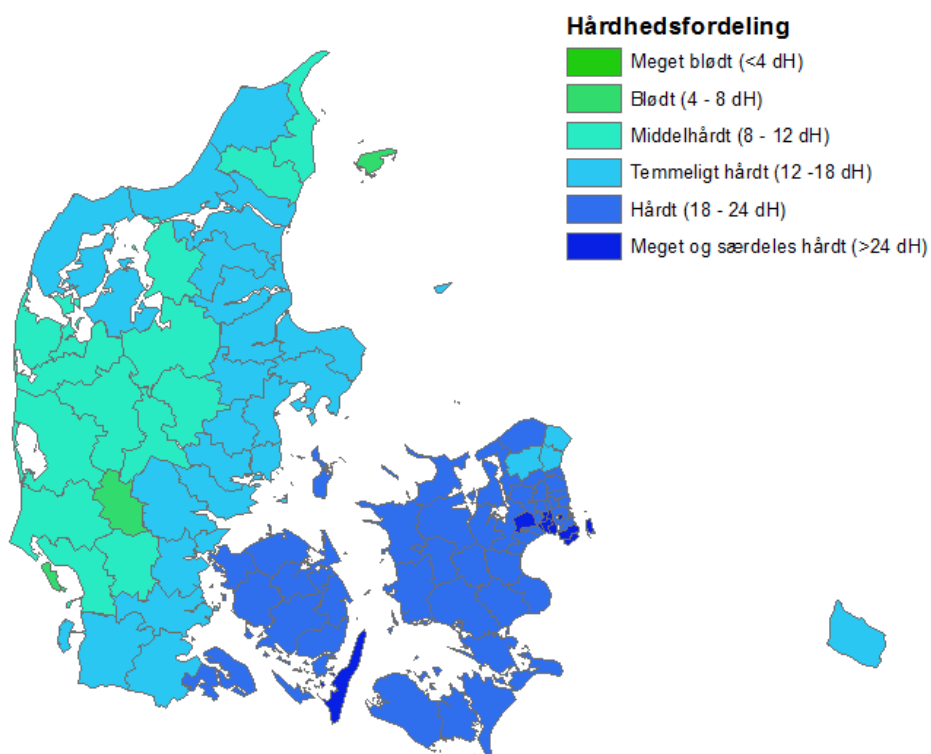 Hårdhedsfordeling
Meget blødt (<4 dH)
Blødt (4 - 8 dH)
Middelhårdt (8 - 12 dH)
Temmeligt hårdt (12 -18 dH)
Hårdt (18 - 24 dH)
Meget og særdeles hårdt (>24 dH)